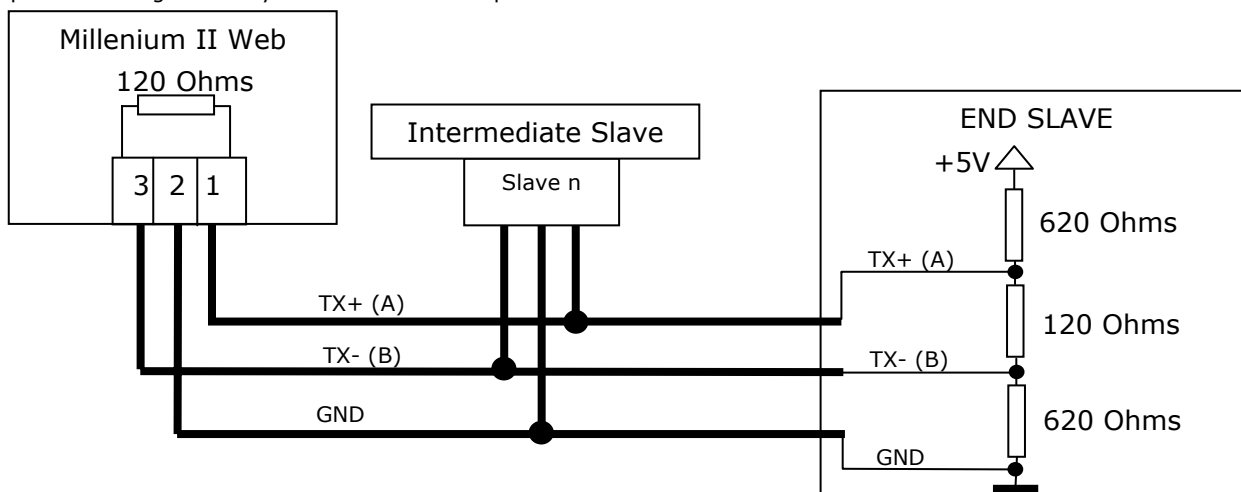 Millenium II Web
120 Ohms
3 2 1
Intermediate Slave
Slave n
END SLAVE
+5V
620 Ohms
TX+ (A)
TX+ (A)
120 Ohms
TX- (B)
TX- (B)
GND
620 Ohms
GND